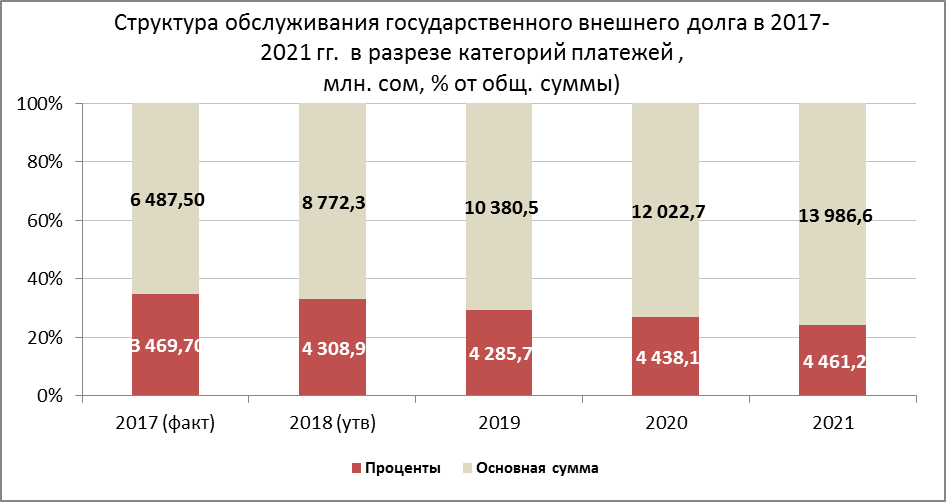 Структура обслуживания государственного внешнего долга в 2017-
2021 гг. в разрезе категорий платежей ,
млн. сом, % от общ. суммы)
100%
80%
60%
40%
20%
0%
6 487,50
8 772,3
10 380,5
12 022,7
13 986,6
3 469,70
4 308,9
4 285,7
4 438,1
4 461,2
2017 (факт)
2018 (утв)
2019
2020
2021
Проценты
Основная сумма